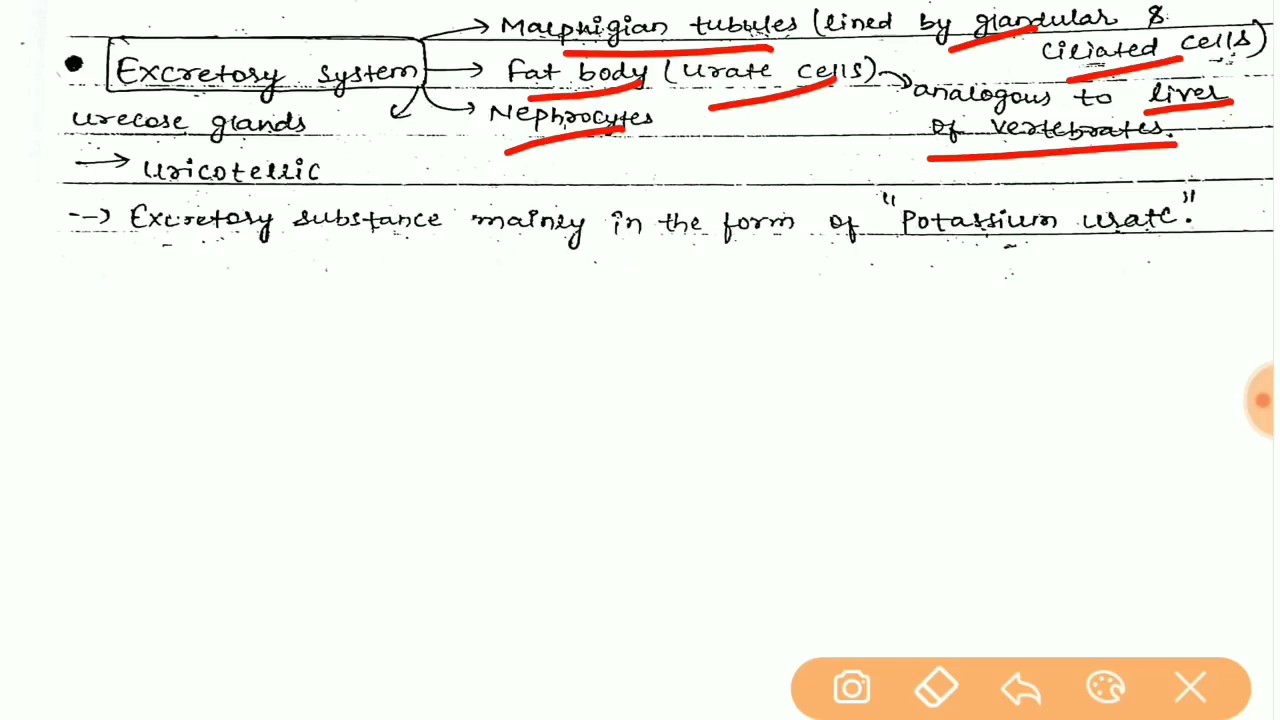 Malphigian tubules (lined by glandular &
ciliated cells)
• Excretory system
Fat body (urate cells)
analogous to liver
of vertebrates.
Nephrocytes
urecose glands
→ Uricotellic
--> Excretory substance mainly in the form of "Potassium urate".